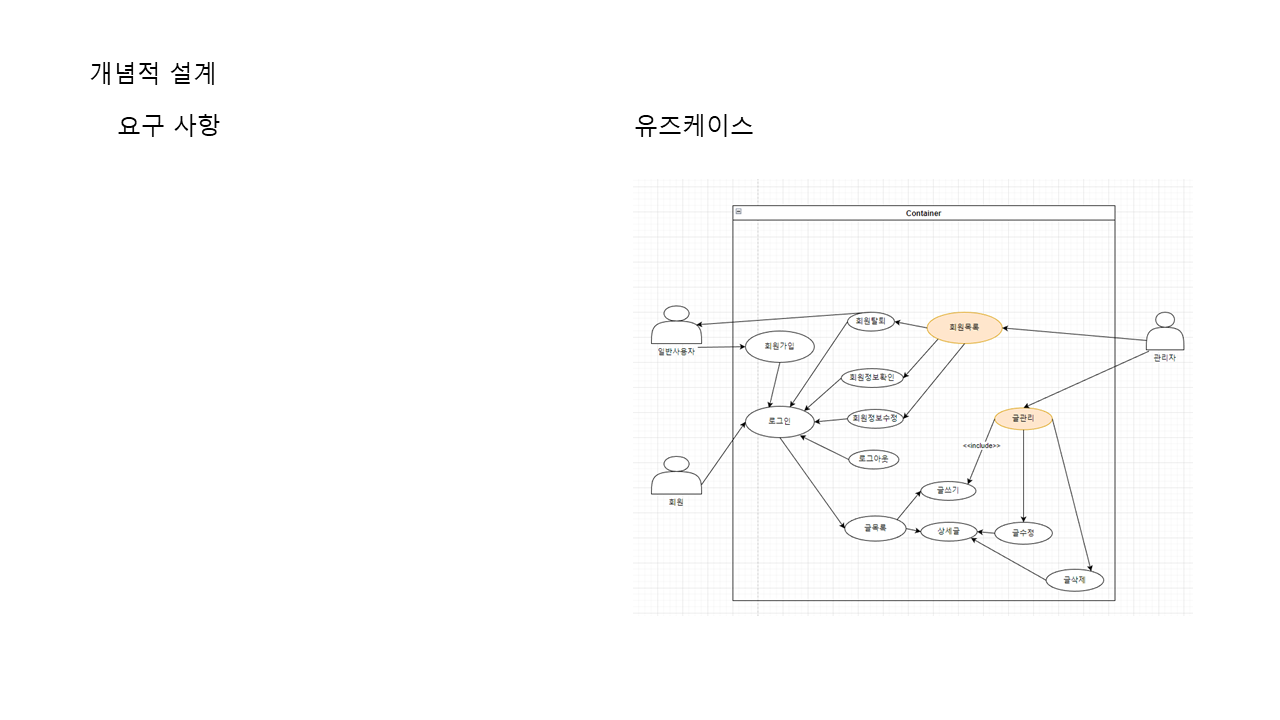 개념적 설계
요구 사항
유즈케이스
Container
회원탈퇴
회원목록
회원가입
일반사용자
관리자
회원정보확인
회원정보수정
글관리
로그인
<<include>>
로그아웃
글쓰기
회원
글목록
상세글
글수정
글삭제